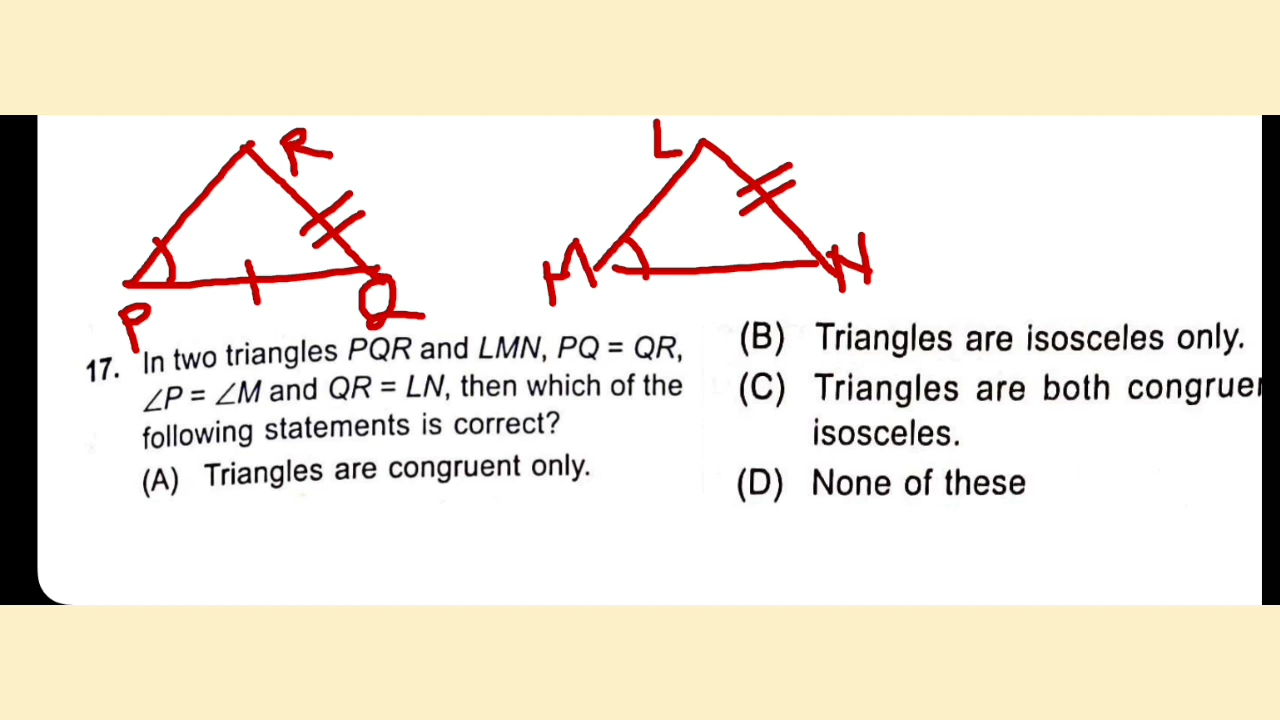 R
L
M
N
P
Q
17. In two triangles PQR and LMN, PQ = QR,
∠P = ∠M and QR = LN, then which of the
following statements is correct?
(A) Triangles are congruent only.
(B) Triangles are isosceles only.
(C) Triangles are both
isosceles.
(D) None of these